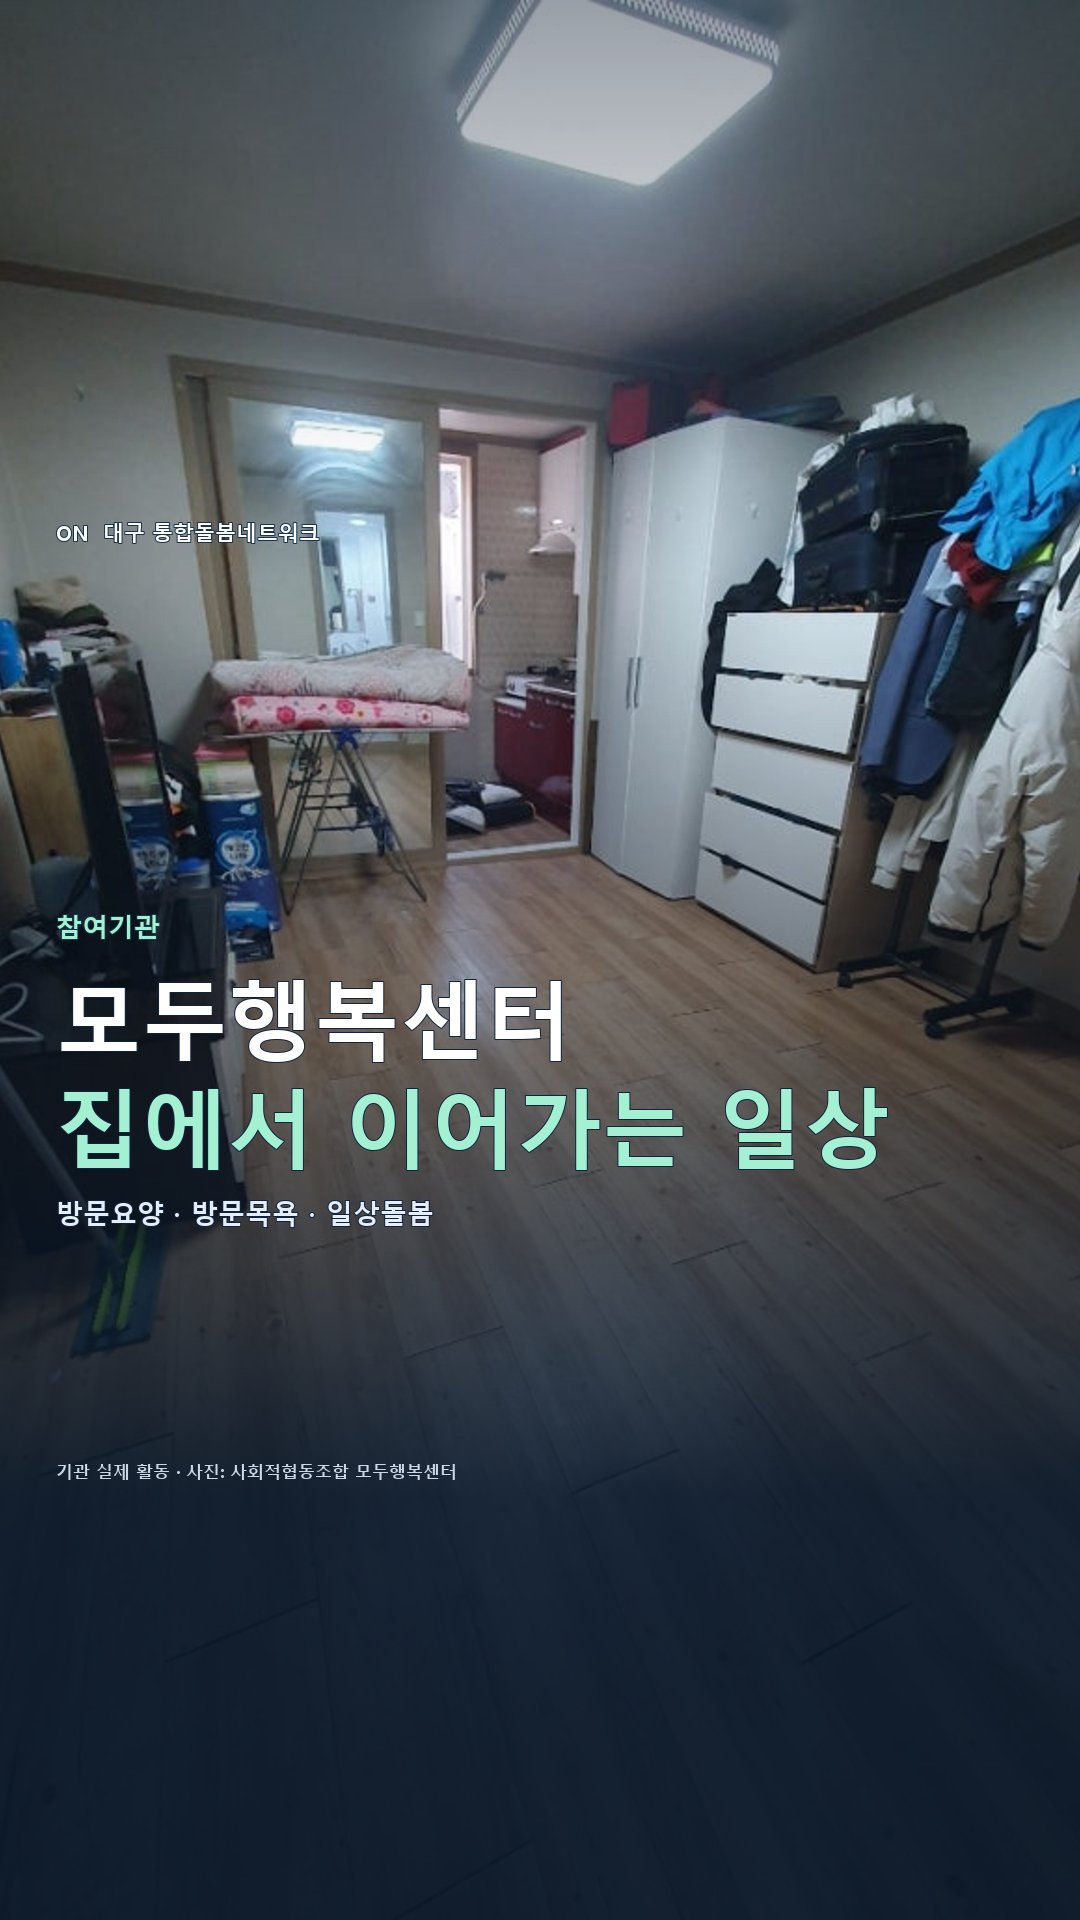 ON 대구 통합돌봄네트워크
참여기관
모두행복센터
집에서 이어가는 일상
방문요양 · 방문목욕 · 일상돌봄
기관 실제 활동 · 사진: 사회적협동조합 모두행복센터